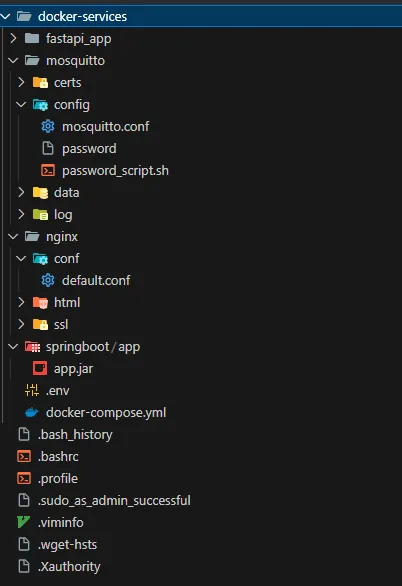 docker-services
fastapi_app
mosquitto
certs
config
mosquitto.conf
password
password_script.sh
data
log
nginx
conf
default.conf
html
ssl
springboot/app
app.jar
.env
docker-compose.yml
.bash_history
.bashrc
.profile
.sudo_as_admin_successful
.viminfo
.wget-hsts
.Xauthority